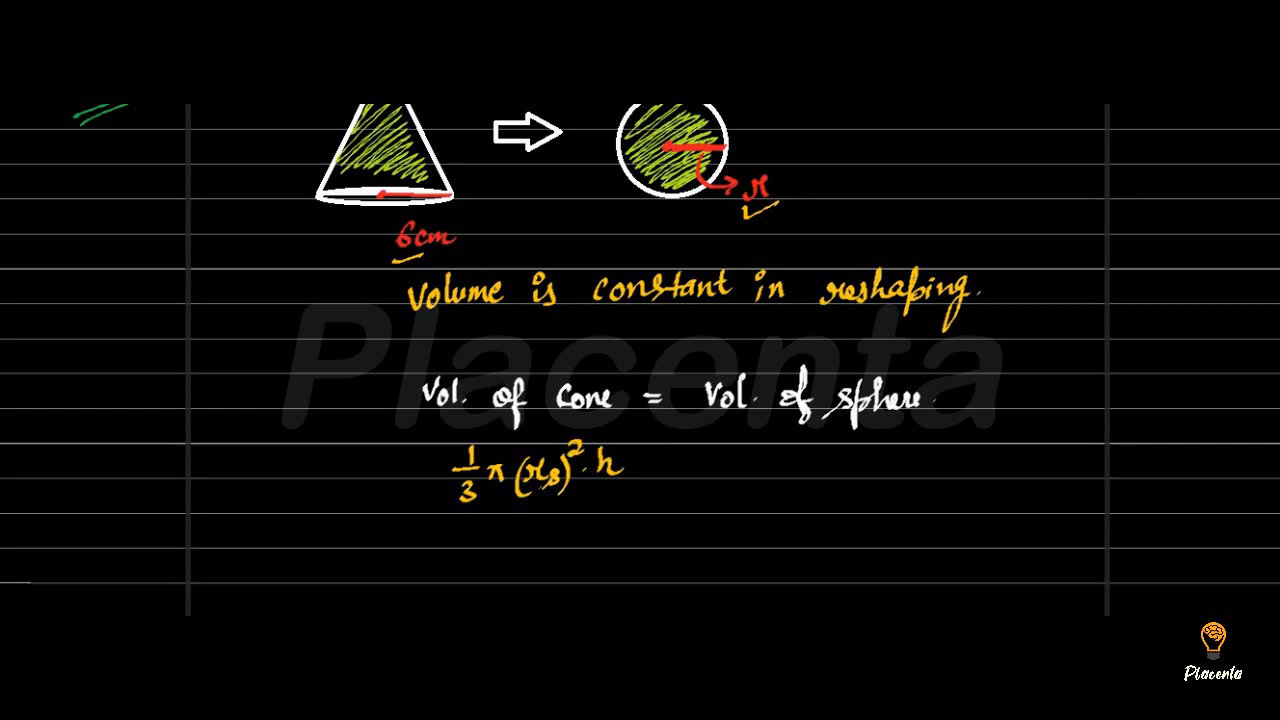 r
6cm
Volume is constant in reshaping.
Placenta
Vol. of Cone = Vol. of sphere.
1/3 π (rs)² · h
Placenta